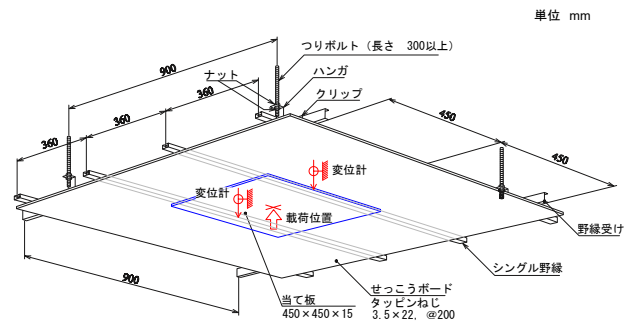 単位 mm
つりボルト（長さ 300以上）
ナット
ハンガ
クリップ
900
360
360
360
450
450
変位計
変位計
載荷位置
野縁受け
シングル野縁
900
当て板
450×450×15
せっこうボード
タッピンねじ
3.5×22, @200